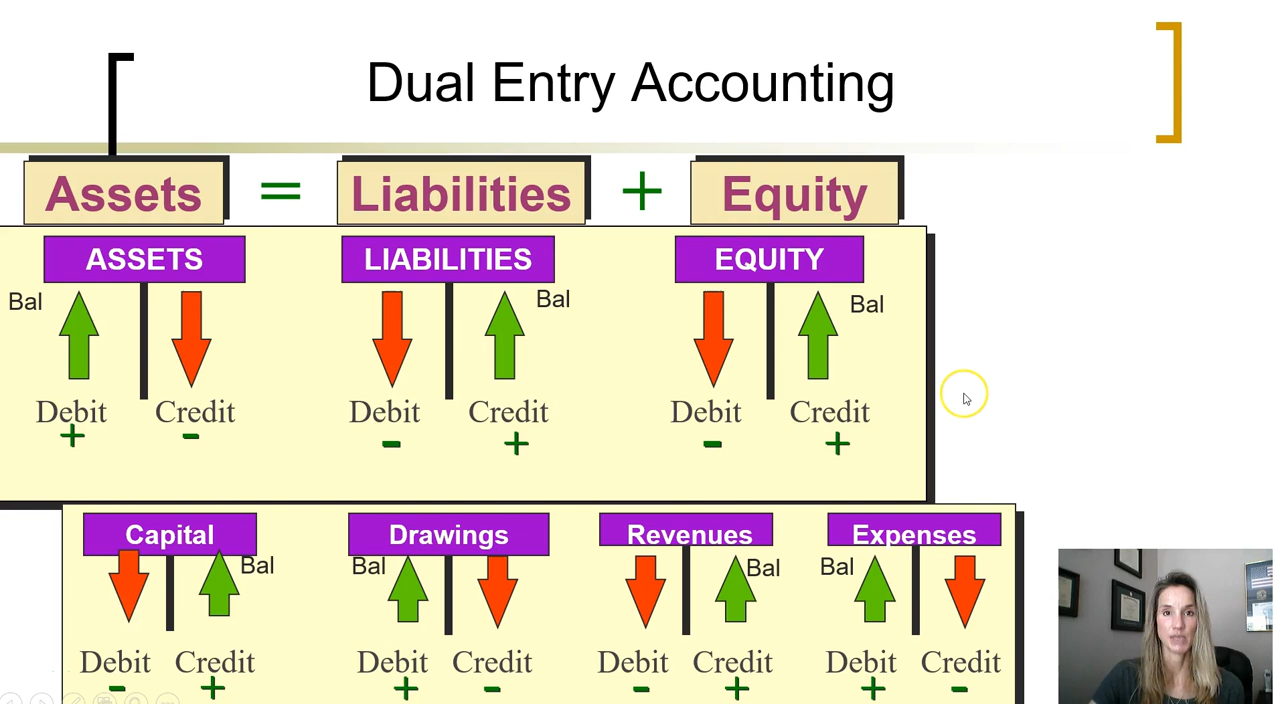 Dual Entry Accounting
Assets = Liabilities + Equity
ASSETS LIABILITIES EQUITY
Bal Bal Bal
Debit Credit Debit Credit Debit Credit
+ - - + - +
Capital Drawings Revenues Expenses
Bal Bal Bal Bal
Debit Credit Debit Credit Debit Credit Debit Credit
- + + - - + + -